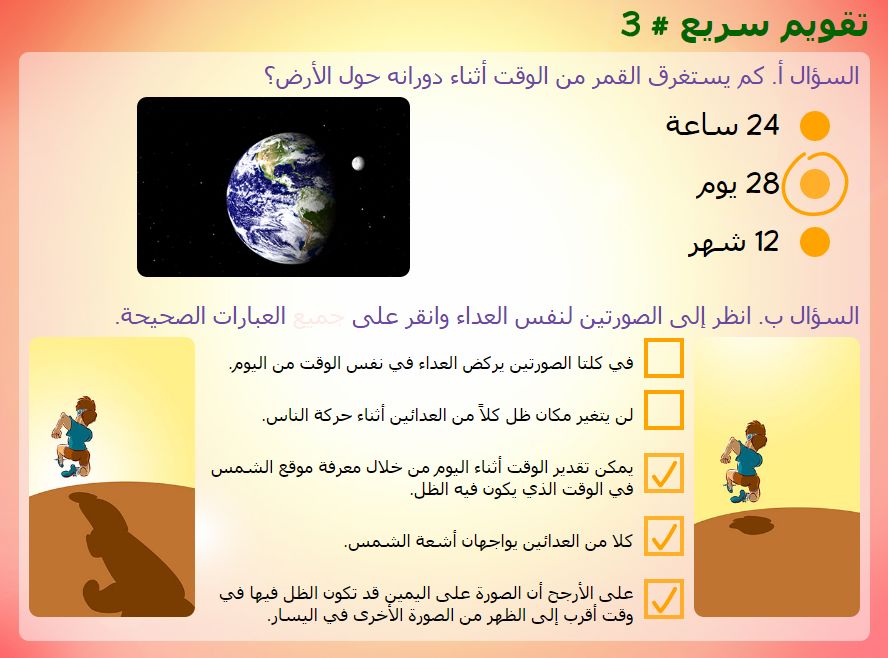 تقويم سريع # 3
السؤال أ. كم يستغرق القمر من الوقت أثناء دورانه حول الأرض؟
24 ساعة
28 يوم
12 شهر
السؤال ب. انظر إلى الصورتين لنفس العداء وانقر على جميع العبارات الصحيحة.
في كلتا الصورتين يركض العداء في نفس الوقت من اليوم.
لن يتغير مكان ظل كلاً من العدائين أثناء حركة الناس.
يمكن تقدير الوقت أثناء اليوم من خلال معرفة موقع الشمس
في الوقت الذي يكون فيه الظل.
كلا من العدائين يواجهان أشعة الشمس.
على الأرجح أن الصورة على اليمين قد تكون الظل فيها في
وقت أقرب إلى الظهر من الصورة الأخرى في اليسار.